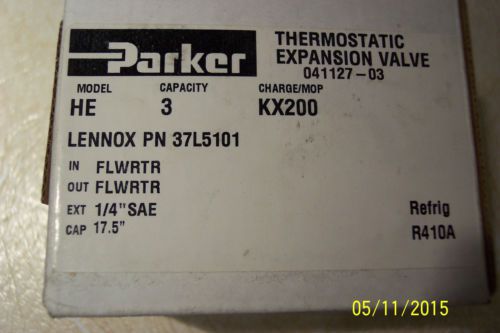 Parker
THERMOSTATIC
EXPANSION VALVE
041127-03
MODEL CAPACITY CHARGE/MOP
HE 3 KX200
LENNOX PN 37L5101
IN FLWRTR
OUT FLWRTR
EXT 1/4"SAE Refrig
CAP 17.5" R410A
05/11/2015